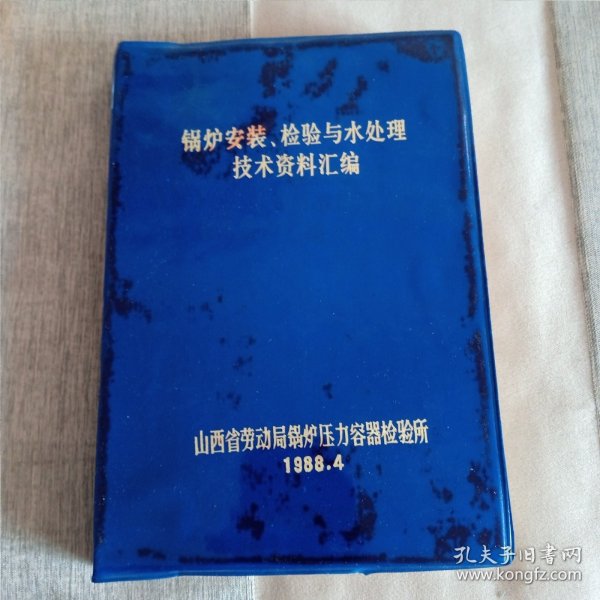 锅炉安装、检验与水处理
技术资料汇编
山西省劳动局锅炉压力容器检验所
1988.4
孔夫子旧书网
www.kongfz.com